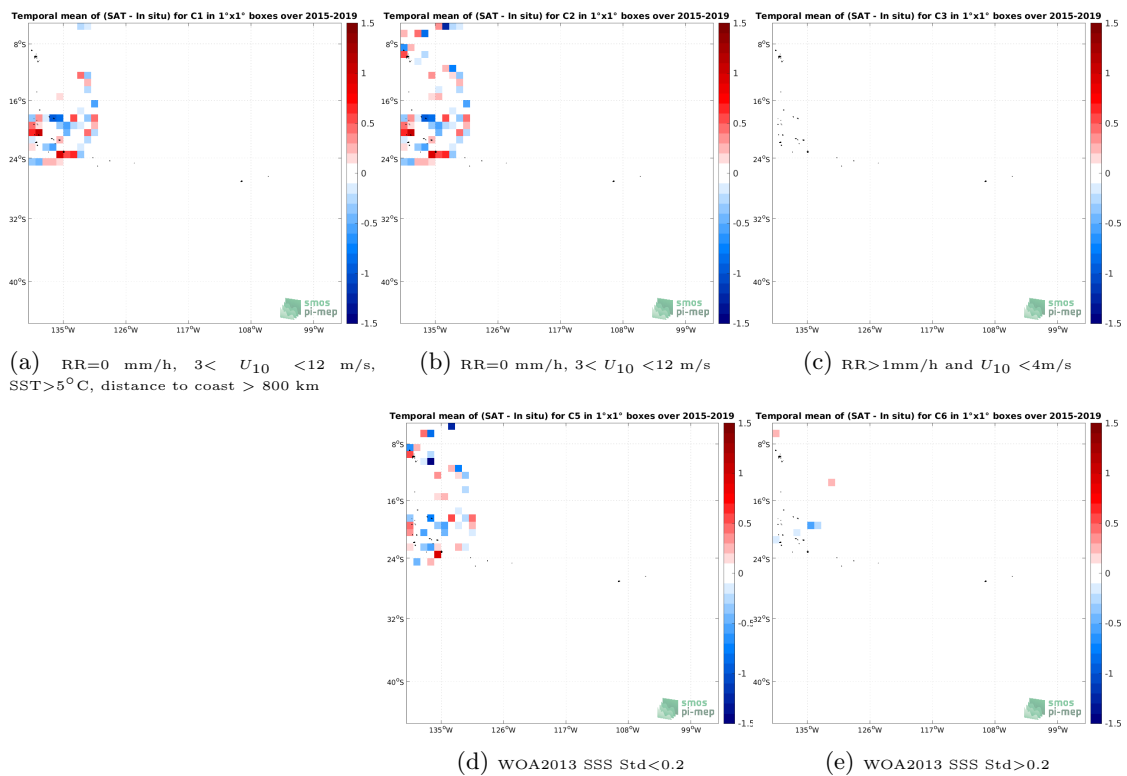 Temporal mean of (SAT - In situ) for C1 in 1°x1° boxes over 2015-2019
8°S
16°S
24°S
32°S
40°S
135°W
126°W
117°W
108°W
99°W
1.5
1
0.5
0
-0.5
-1
-1.5
smos
pi-mep
(a) RR=0 mm/h, 3< U10 <12 m/s,
SST>5°C, distance to coast > 800 km
Temporal mean of (SAT - In situ) for C2 in 1°x1° boxes over 2015-2019
8°S
16°S
24°S
32°S
40°S
135°W
126°W
117°W
108°W
99°W
1.5
1
0.5
0
-0.5
-1
-1.5
smos
pi-mep
(b) RR=0 mm/h, 3< U10 <12 m/s
Temporal mean of (SAT - In situ) for C3 in 1°x1° boxes over 2015-2019
8°S
16°S
24°S
32°S
40°S
135°W
126°W
117°W
108°W
99°W
1.5
1
0.5
0
-0.5
-1
-1.5
smos
pi-mep
(c) RR>1mm/h and U10 <4m/s
Temporal mean of (SAT - In situ) for C5 in 1°x1° boxes over 2015-2019
8°S
16°S
24°S
32°S
40°S
135°W
126°W
117°W
108°W
99°W
1.5
1
0.5
0
-0.5
-1
-1.5
smos
pi-mep
(d) WOA2013 SSS Std<0.2
Temporal mean of (SAT - In situ) for C6 in 1°x1° boxes over 2015-2019
8°S
16°S
24°S
32°S
40°S
135°W
126°W
117°W
108°W
99°W
1.5
1
0.5
0
-0.5
-1
-1.5
smos
pi-mep
(e) WOA2013 SSS Std>0.2